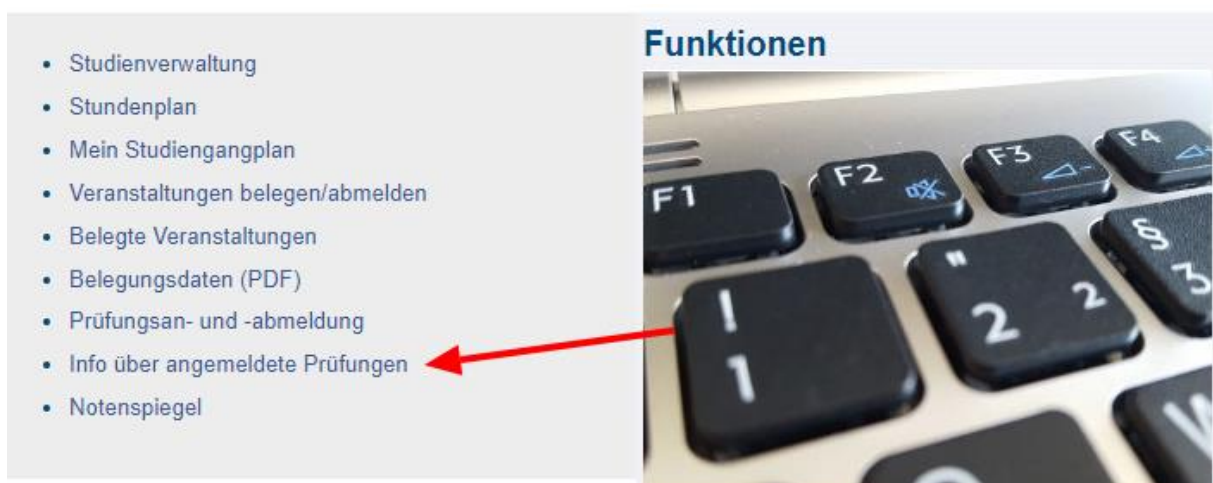 Studienverwaltung
Stundenplan
Mein Studiengangplan
Veranstaltungen belegen/abmelden
Belegte Veranstaltungen
Belegungsdaten (PDF)
Prüfungsan- und -abmeldung
Info über angemeldete Prüfungen
Notenspiegel
Funktionen
F1
F2
F3
F4
!
1
"
2 2
§
3